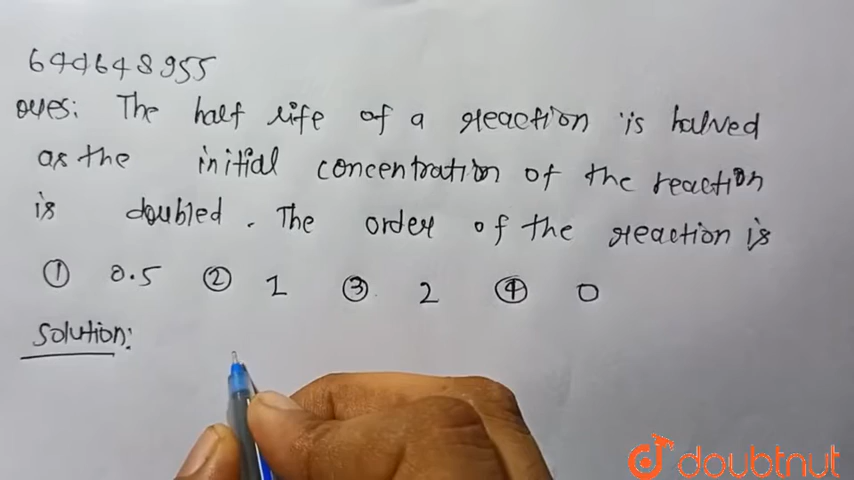 644648955
Ques: The half life of a reaction is halved
as the initial concentration of the reaction
is doubled. The order of the reaction is
① 0.5 ② 1 ③ 2 ④ 0
Solution:
doubtnut